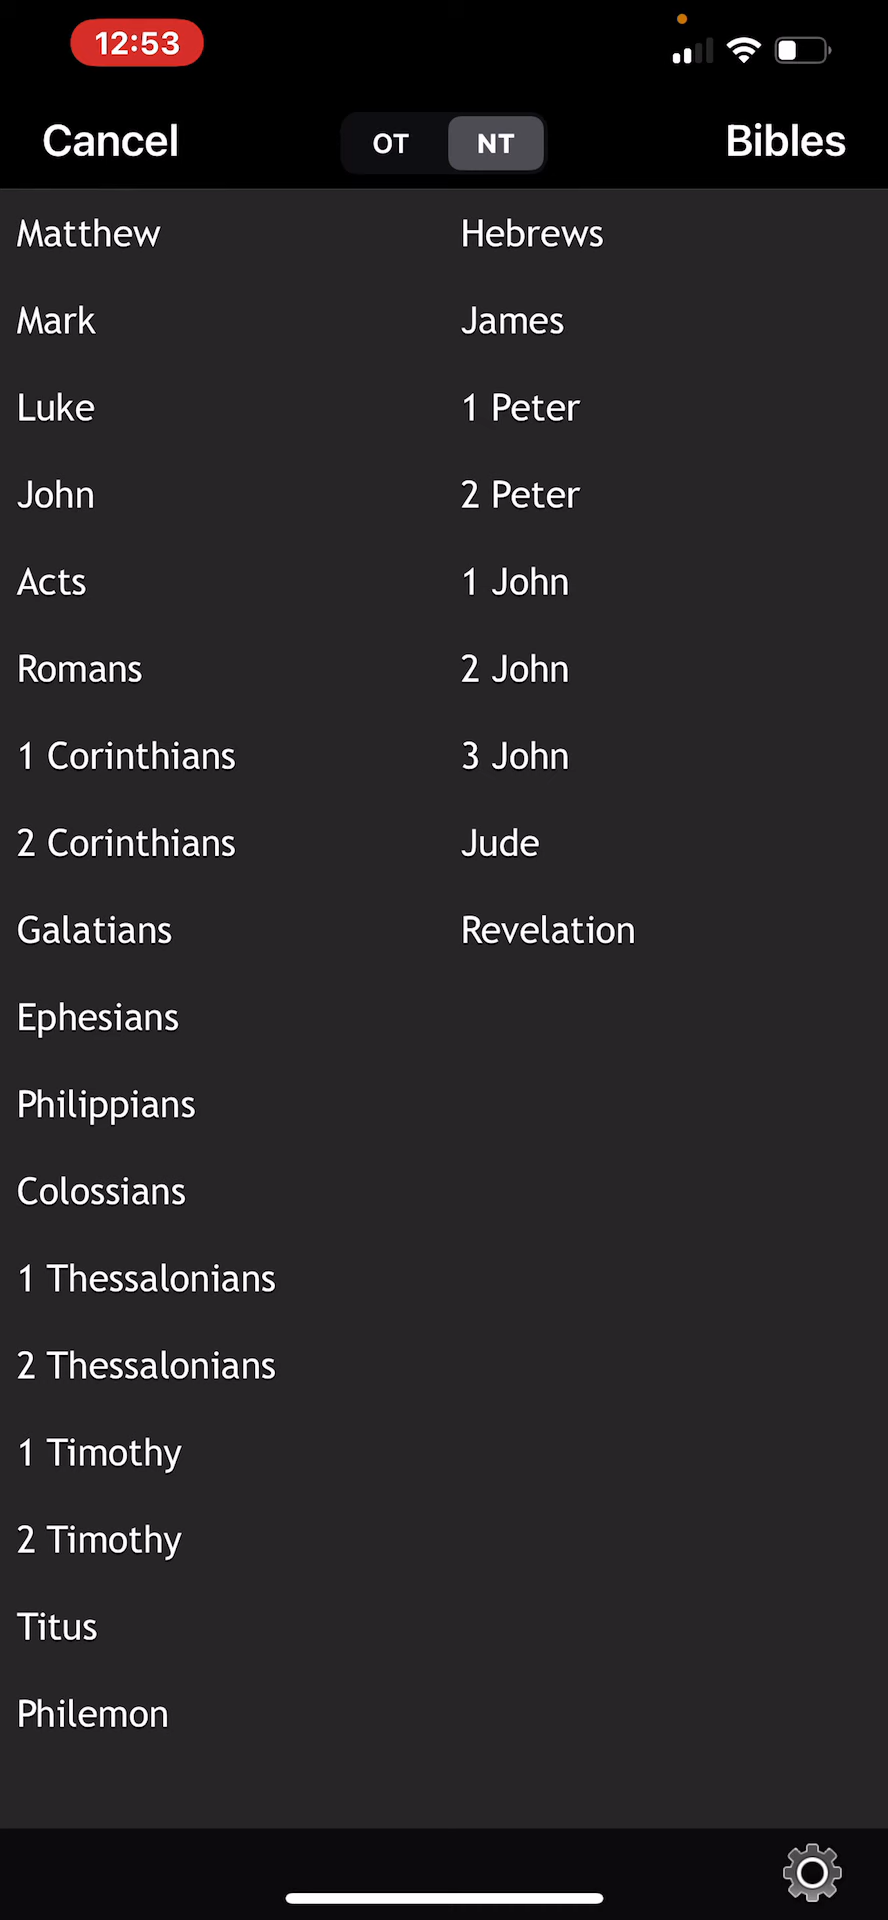 12:53
Cancel
OT
NT
Bibles
Matthew
Mark
Luke
John
Acts
Romans
1 Corinthians
2 Corinthians
Galatians
Ephesians
Philippians
Colossians
1 Thessalonians
2 Thessalonians
1 Timothy
2 Timothy
Titus
Philemon
Hebrews
James
1 Peter
2 Peter
1 John
2 John
3 John
Jude
Revelation